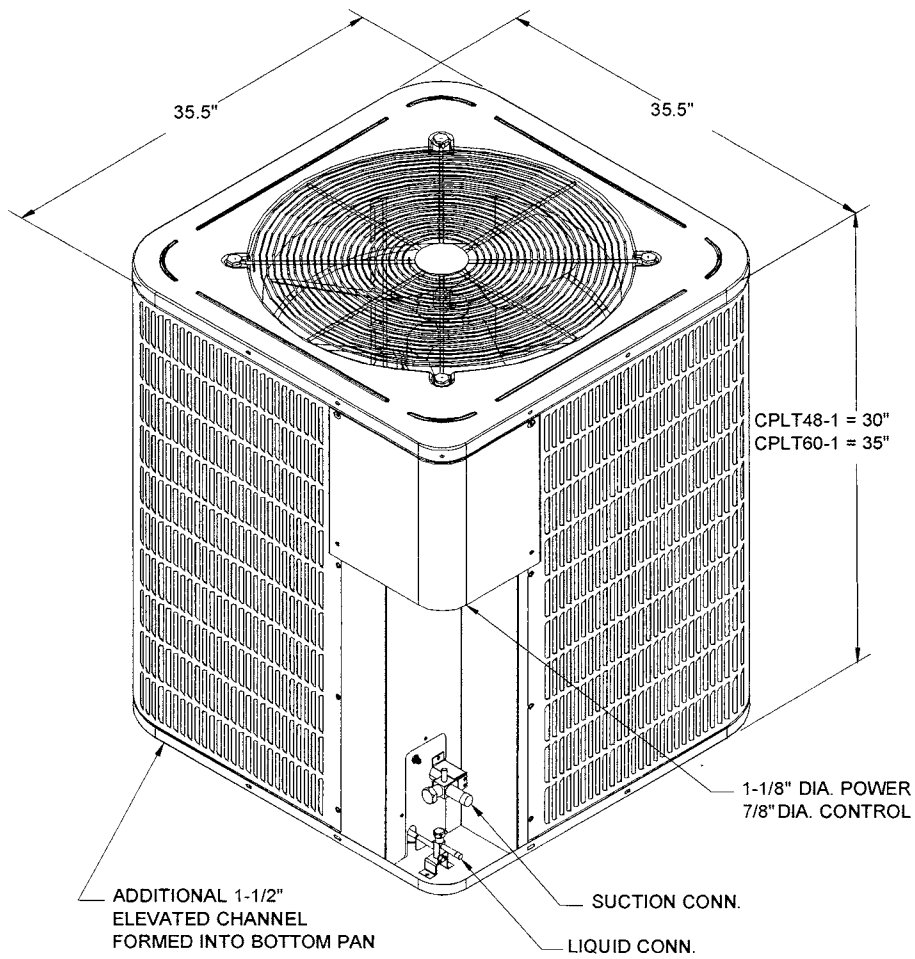 35.5"
35.5"
CPLT48-1 = 30"
CPLT60-1 = 35"
1-1/8" DIA. POWER
7/8" DIA. CONTROL
SUCTION CONN.
LIQUID CONN.
ADDITIONAL 1-1/2"
ELEVATED CHANNEL
FORMED INTO BOTTOM PAN